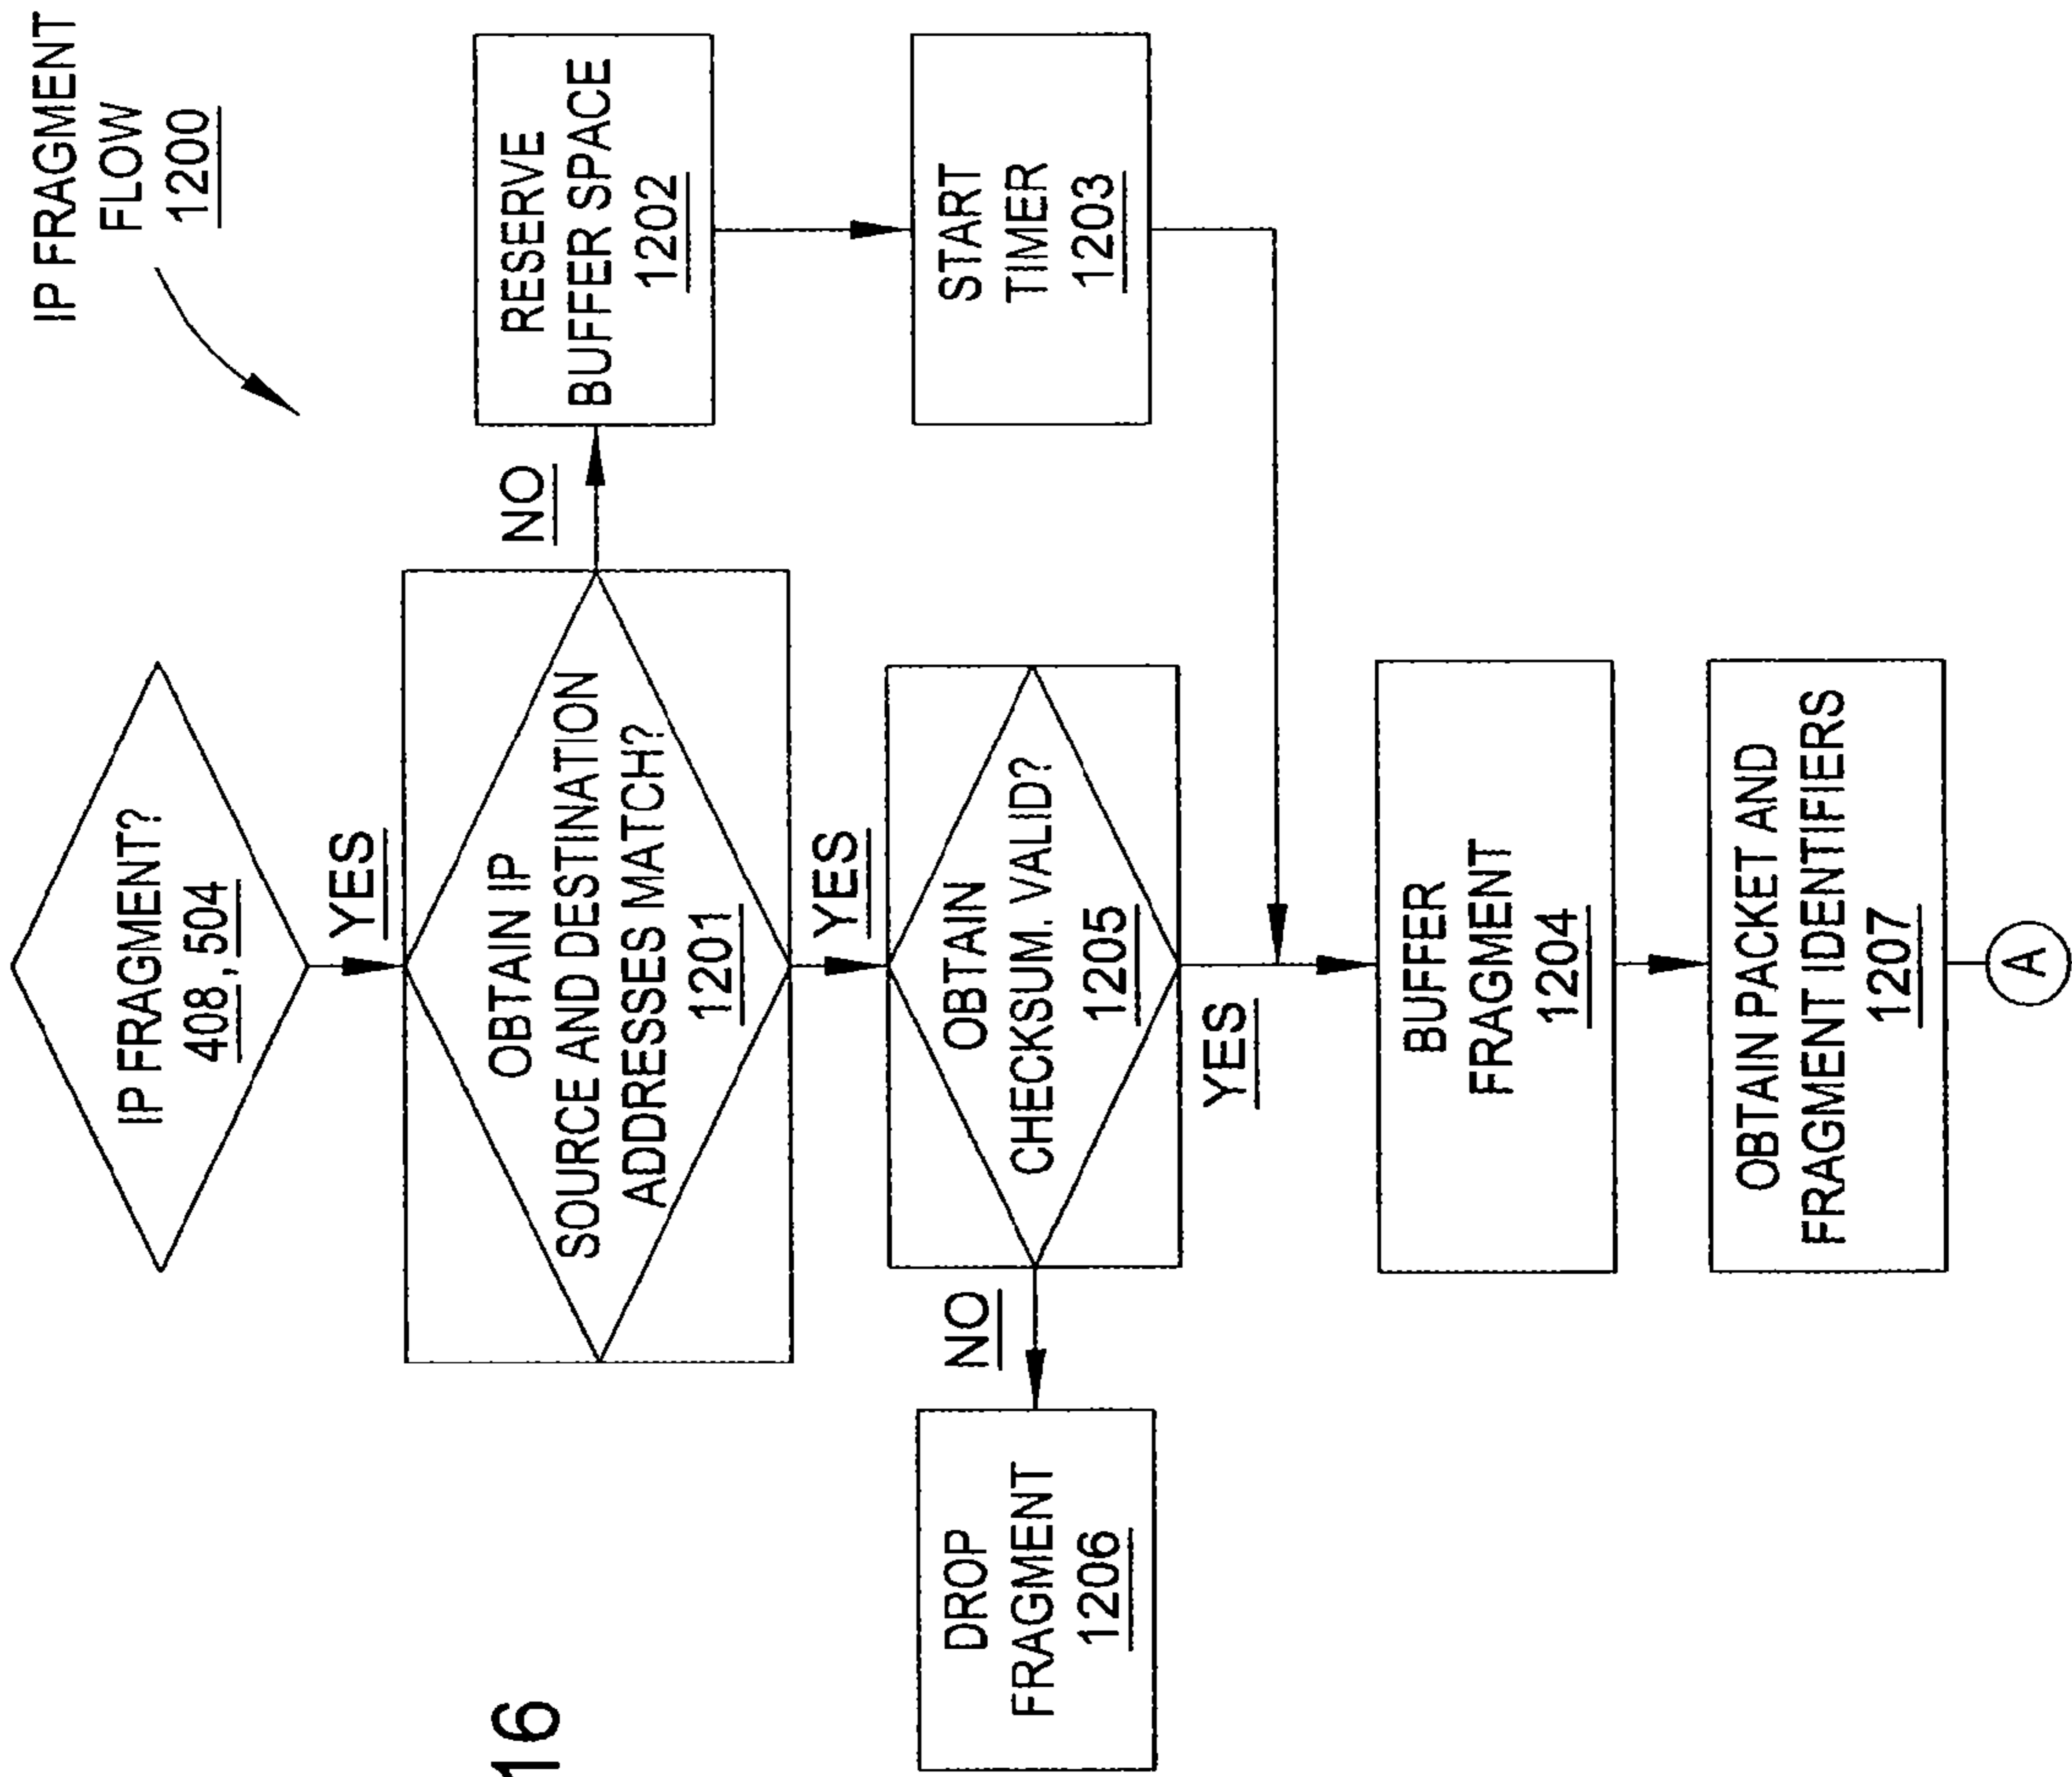 IP FRAGMENT
FLOW
1200
IP FRAGMENT?
408, 504
YES
OBTAIN IP
SOURCE AND DESTINATION
ADDRESSES MATCH?
1201
NO
RESERVE
BUFFER SPACE
1202
START
TIMER
1203
YES
OBTAIN
CHECKSUM. VALID?
1205
NO
DROP
FRAGMENT
1206
YES
BUFFER
FRAGMENT
1204
OBTAIN PACKET AND
FRAGMENT IDENTIFIERS
1207
A
16